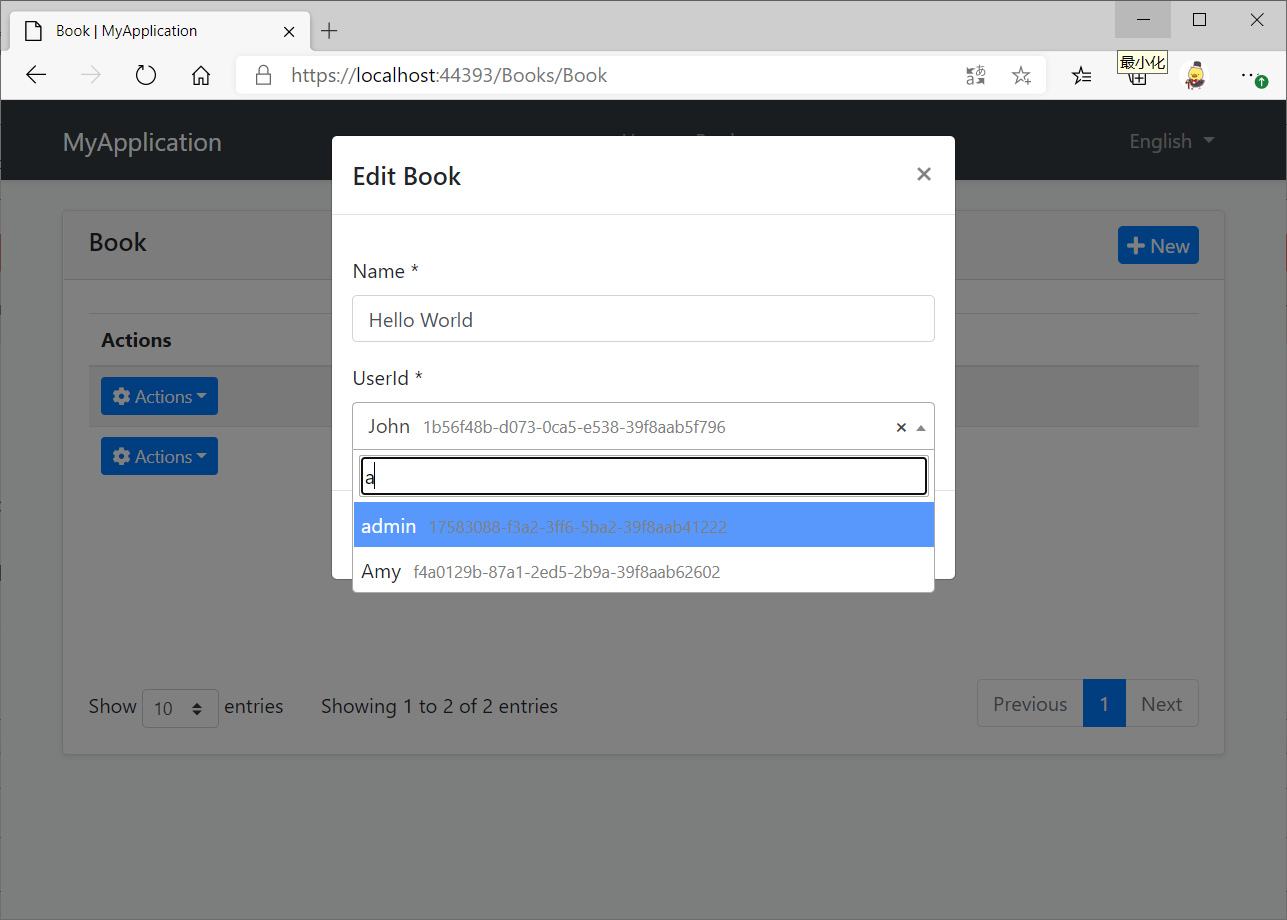 Book | MyApplication
https://localhost:44393/Books/Book
最小化
MyApplication
English
Edit Book
Book
New
Name *
Hello World
Actions
UserId *
Actions
John 1b56f48b-d073-0ca5-e538-39f8aab5f796
Actions
a
admin 17583088-f3a2-3ff6-5ba2-39f8aab41222
Amy f4a0129b-87a1-2ed5-2b9a-39f8aab62602
Show 10 entries Showing 1 to 2 of 2 entries
Previous 1 Next